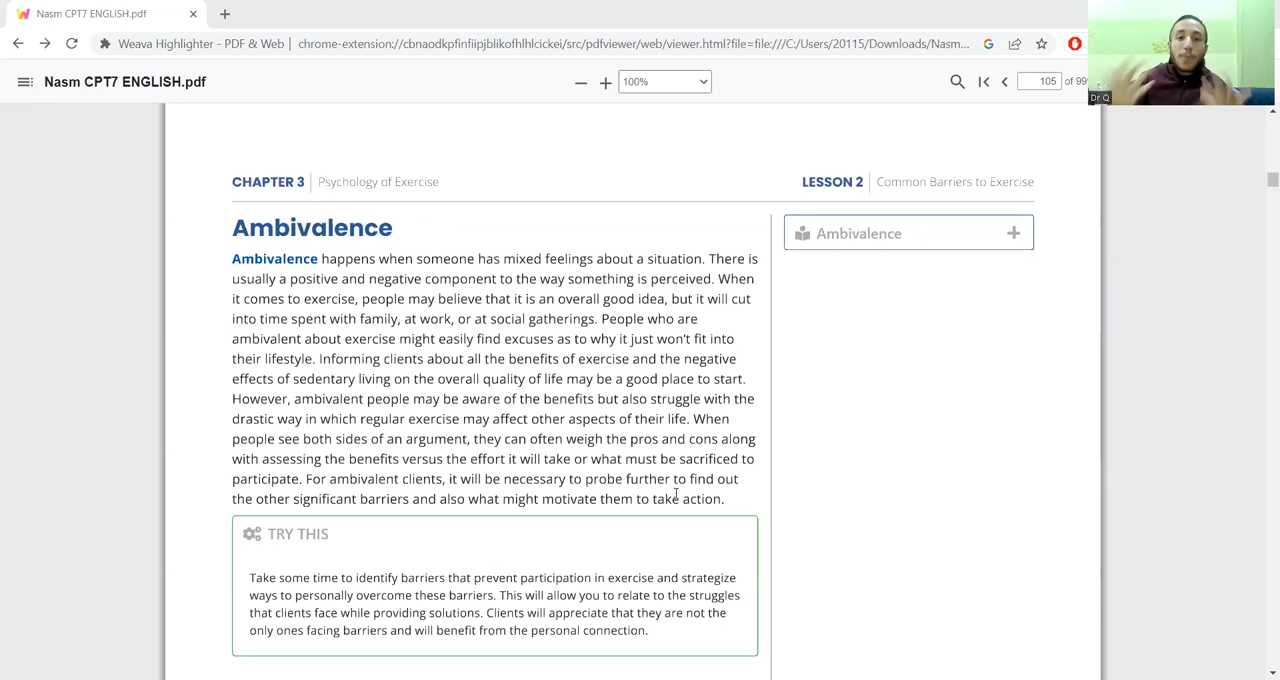 Nasm CPT7 ENGLISH.pdf
Weava Highlighter - PDF & Web | chrome-extension://cbnaodkpfinfiipjblikofhlhlcickei/src/pdfviewer/web/viewer.html?file=file:///C:/Users/20115/Downloads/Nasm...
Nasm CPT7 ENGLISH.pdf
100%
105 of 99
Dr Q
CHAPTER 3 | Psychology of Exercise
LESSON 2 | Common Barriers to Exercise
Ambivalence
Ambivalence happens when someone has mixed feelings about a situation. There is
usually a positive and negative component to the way something is perceived. When
it comes to exercise, people may believe that it is an overall good idea, but it will cut
into time spent with family, at work, or at social gatherings. People who are
ambivalent about exercise might easily find excuses as to why it just won't fit into
their lifestyle. Informing clients about all the benefits of exercise and the negative
effects of sedentary living on the overall quality of life may be a good place to start.
However, ambivalent people may be aware of the benefits but also struggle with the
drastic way in which regular exercise may affect other aspects of their life. When
people see both sides of an argument, they can often weigh the pros and cons along
with assessing the benefits versus the effort it will take or what must be sacrificed to
participate. For ambivalent clients, it will be necessary to probe further to find out
the other significant barriers and also what might motivate them to take action.
Ambivalence
TRY THIS
Take some time to identify barriers that prevent participation in exercise and strategize
ways to personally overcome these barriers. This will allow you to relate to the struggles
that clients face while providing solutions. Clients will appreciate that they are not the
only ones facing barriers and will benefit from the personal connection.